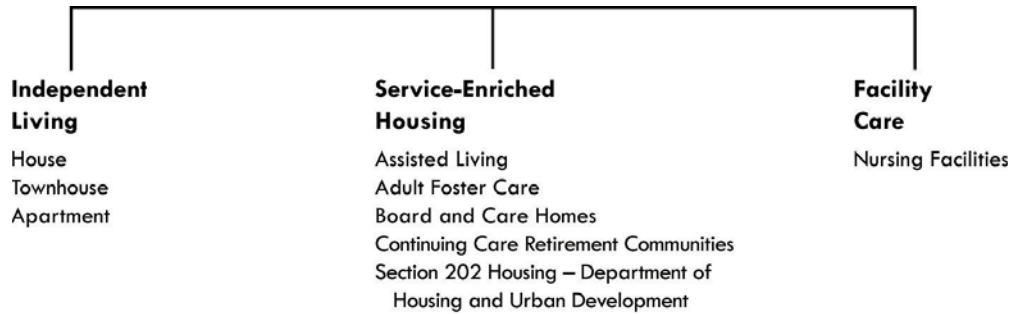 Independent
Living
House
Townhouse
Apartment
Service-Enriched
Housing
Assisted Living
Adult Foster Care
Board and Care Homes
Continuing Care Retirement Communities
Section 202 Housing – Department of
Housing and Urban Development
Facility
Care
Nursing Facilities